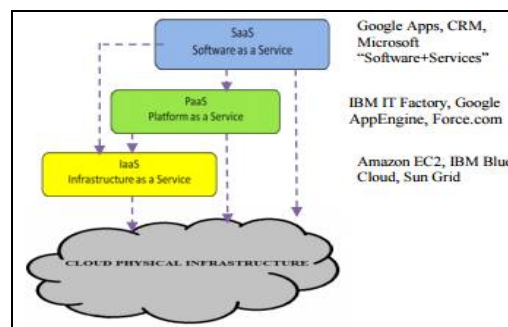 SaaS
Software as a Service
Google Apps, CRM,
Microsoft
“Software+Services”
PaaS
Platform as a Service
IBM IT Factory, Google
AppEngine, Force.com
IaaS
Infrastructure as a Service
Amazon EC2, IBM Blue
Cloud, Sun Grid
CLOUD PHYSICAL INFRASTRUCTURE